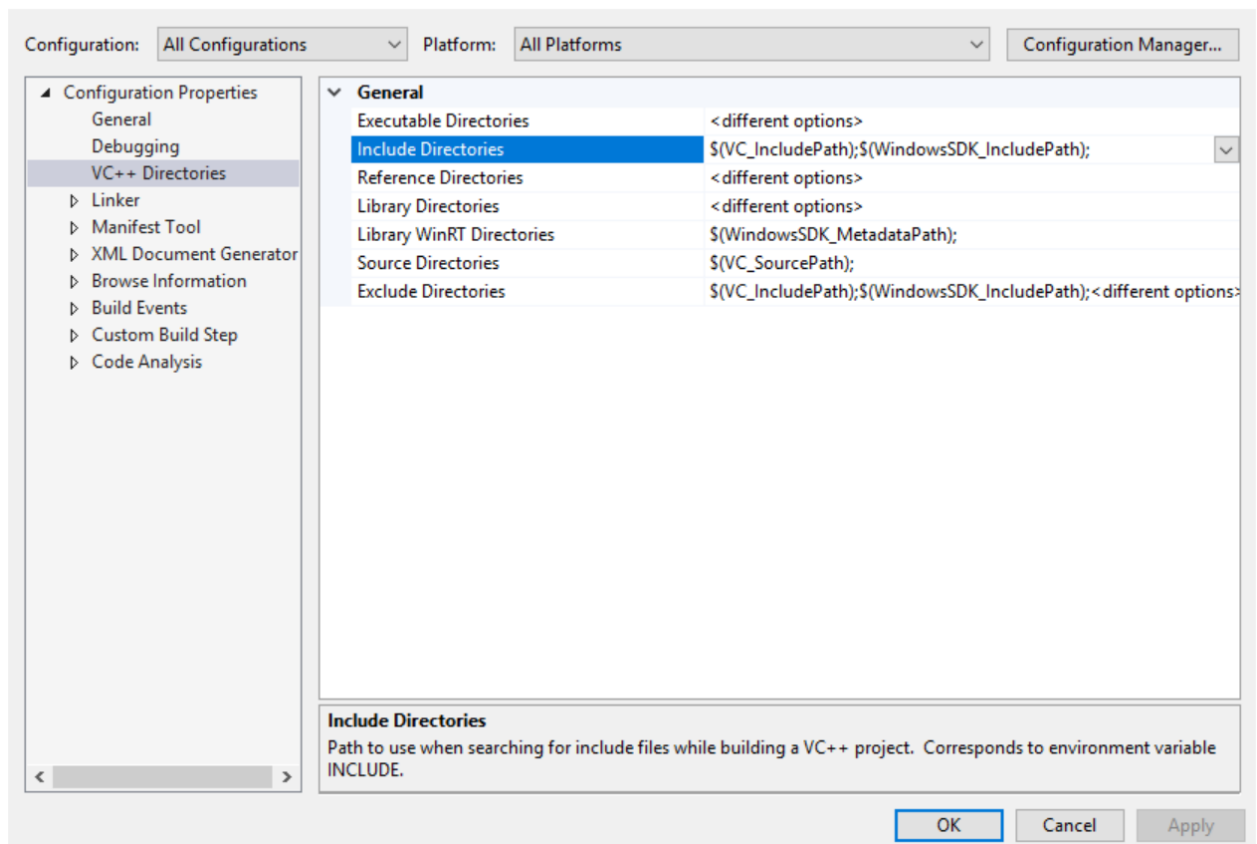 Configuration: All Configurations Platform: All Platforms Configuration Manager...
Configuration Properties
General
Debugging
VC++ Directories
Linker
Manifest Tool
XML Document Generator
Browse Information
Build Events
Custom Build Step
Code Analysis
General
Executable Directories <different options>
Include Directories $(VC_IncludePath);$(WindowsSDK_IncludePath);
Reference Directories <different options>
Library Directories <different options>
Library WinRT Directories $(WindowsSDK_MetadataPath);
Source Directories $(VC_SourcePath);
Exclude Directories $(VC_IncludePath);$(WindowsSDK_IncludePath);<different options>
Include Directories
Path to use when searching for include files while building a VC++ project. Corresponds to environment variable
INCLUDE.
OK Cancel Apply